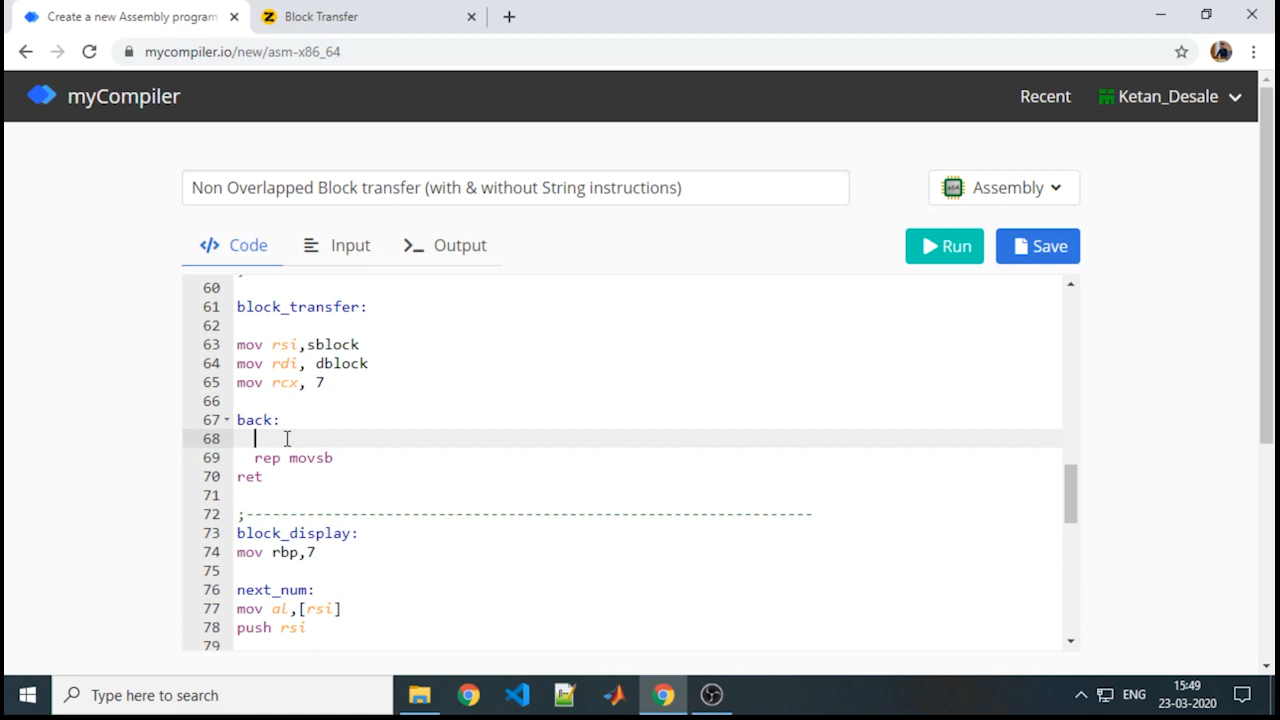 Create a new Assembly program
Block Transfer
mycompiler.io/new/asm-x86_64
myCompiler
Recent
Ketan_Desale
Non Overlapped Block transfer (with & without String instructions)
x64
Assembly
</> Code
Input
>_ Output
Run
Save
60
61 block_transfer:
62
63 mov rsi,sblock
64 mov rdi, dblock
65 mov rcx, 7
66
67 back:
68
69 rep movsb
70 ret
71
72 ;-----------------------------------------------------------------
73 block_display:
74 mov rbp,7
75
76 next_num:
77 mov al,[rsi]
78 push rsi
79
Type here to search
ENG
15:49
23-03-2020